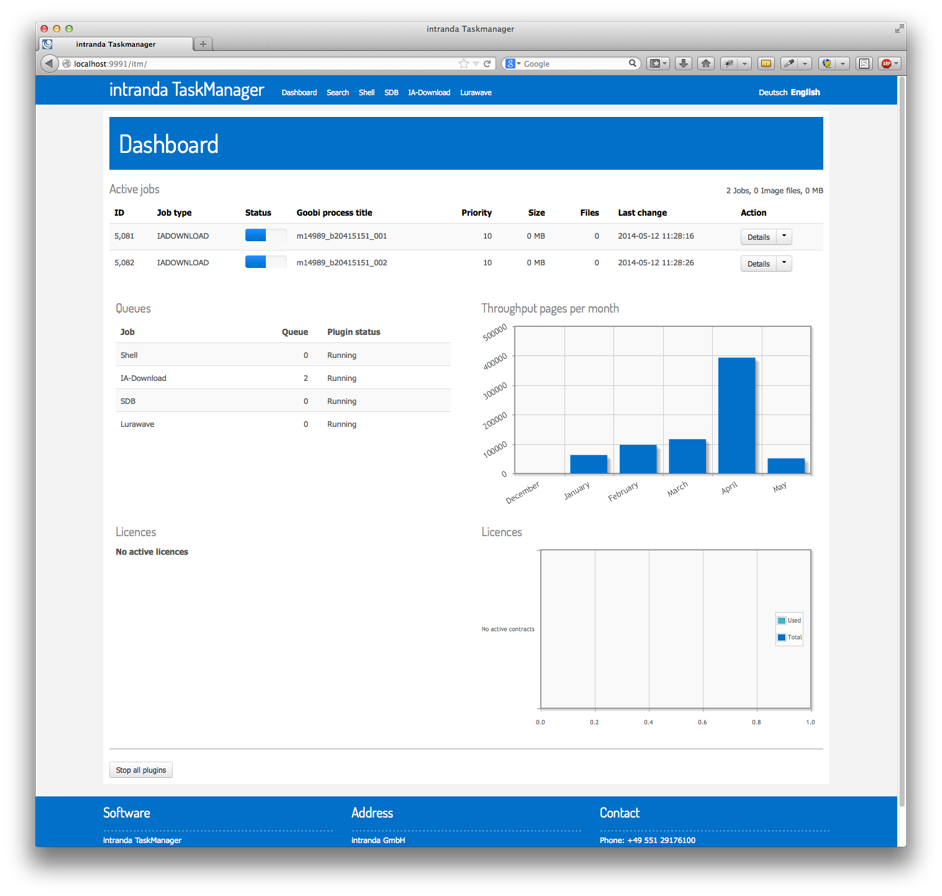 intranda Taskmanager
intranda Taskmanager
localhost:9991/itm/
Google
intranda TaskManager Dashboard Search Shell SDB IA-Download Lurawave Deutsch English
Dashboard
Active jobs 2 Jobs, 0 Image files, 0 MB
ID Job type Status Goobi process title Priority Size Files Last change Action
5,081 IADOWNLOAD m14989_b20415151_001 10 0 MB 0 2014-05-12 11:28:16 Details
5,082 IADOWNLOAD m14989_b20415151_002 10 0 MB 0 2014-05-12 11:28:26 Details
Queues
Job Queue Plugin status
Shell 0 Running
IA-Download 2 Running
SDB 0 Running
Lurawave 0 Running
Throughput pages per month
500000
400000
300000
200000
100000
0
December January February March April May
Licences
No active licences
Licences
No active contracts
Used
Total
0.0 0.2 0.4 0.6 0.8 1.0
Stop all plugins
Software Address Contact
intranda TaskManager intranda GmbH Phone: +49 551 29176100